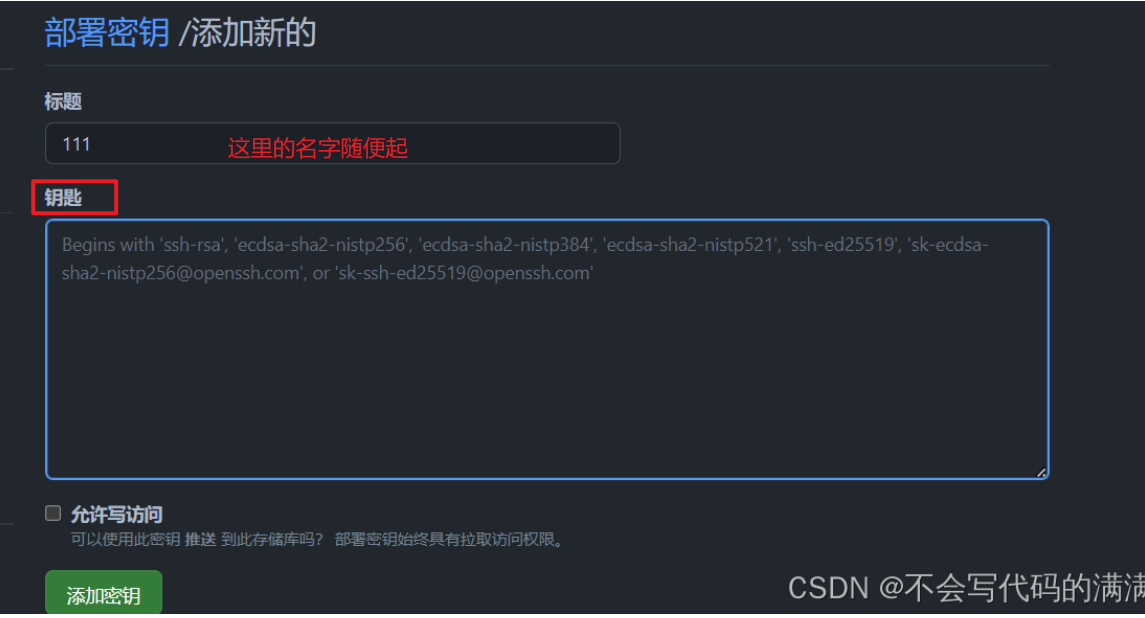 部署密钥 /添加新的
标题
111 这里的名字随便起
钥匙
Begins with 'ssh-rsa', 'ecdsa-sha2-nistp256', 'ecdsa-sha2-nistp384', 'ecdsa-sha2-nistp521', 'ssh-ed25519', 'sk-ecdsa-
sha2-nistp256@openssh.com', or 'sk-ssh-ed25519@openssh.com'
允许写访问
可以使用此密钥 推送 到此存储库吗? 部署密钥始终具有拉取访问权限。
添加密钥
CSDN @不会写代码的满满